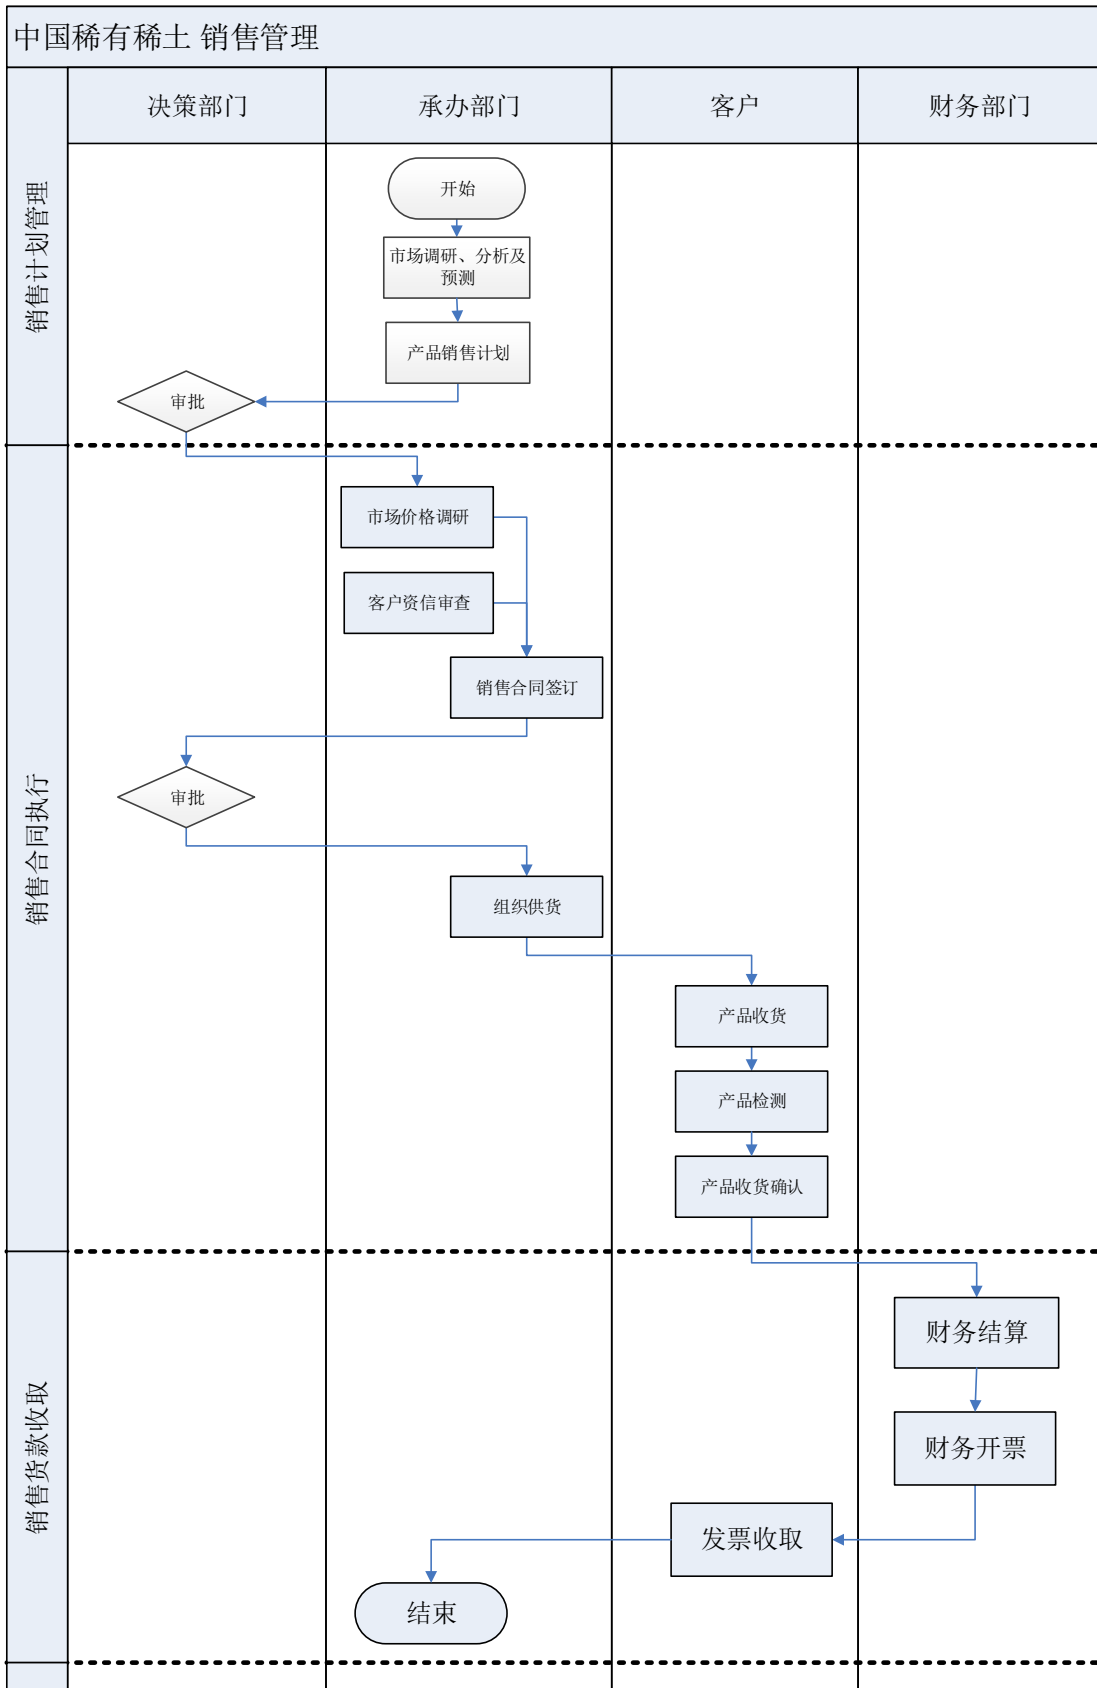 中国稀有稀土 销售管理
决策部门
承办部门
客户
财务部门
销售计划管理
开始
市场调研、分析及
预测
产品销售计划
审批
销售合同执行
市场价格调研
客户资信审查
销售合同签订
审批
组织供货
产品收货
产品检测
产品收货确认
销售货款收取
财务结算
财务开票
发票收取
结束